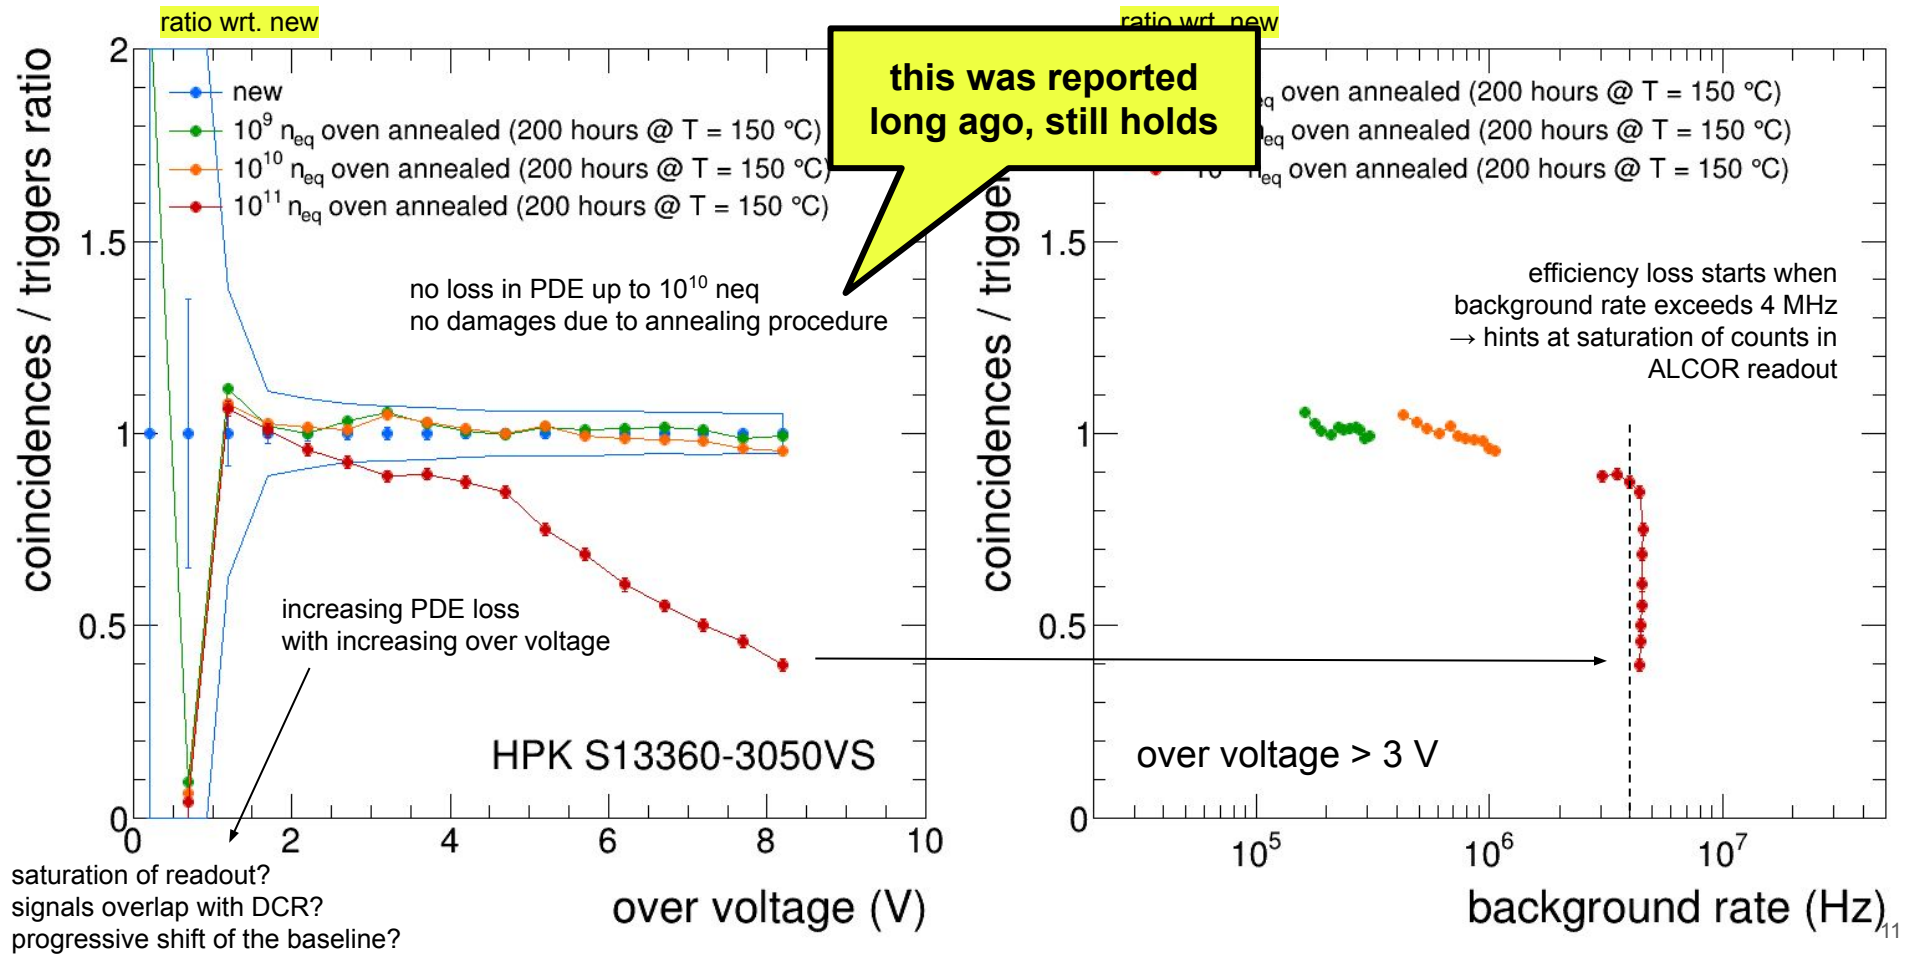 ratio wrt. new
ratio wrt. new
this was reported
long ago, still holds
coincidences / triggers ratio
2
1.5
1
0.5
0
new
10⁹ n_eq oven annealed (200 hours @ T = 150 °C)
10¹⁰ n_eq oven annealed (200 hours @ T = 150 °C)
10¹¹ n_eq oven annealed (200 hours @ T = 150 °C)
no loss in PDE up to 10¹⁰ neq
no damages due to annealing procedure
increasing PDE loss
with increasing over voltage
HPK S13360-3050VS
0 2 4 6 8 10
over voltage (V)
saturation of readout?
signals overlap with DCR?
progressive shift of the baseline?
coincidences / trigge
1.5
1
0.5
0
eq oven annealed (200 hours @ T = 150 °C)
eq oven annealed (200 hours @ T = 150 °C)
eq oven annealed (200 hours @ T = 150 °C)
efficiency loss starts when
background rate exceeds 4 MHz
→ hints at saturation of counts in
ALCOR readout
over voltage > 3 V
10⁵ 10⁶ 10⁷
background rate (Hz)
11